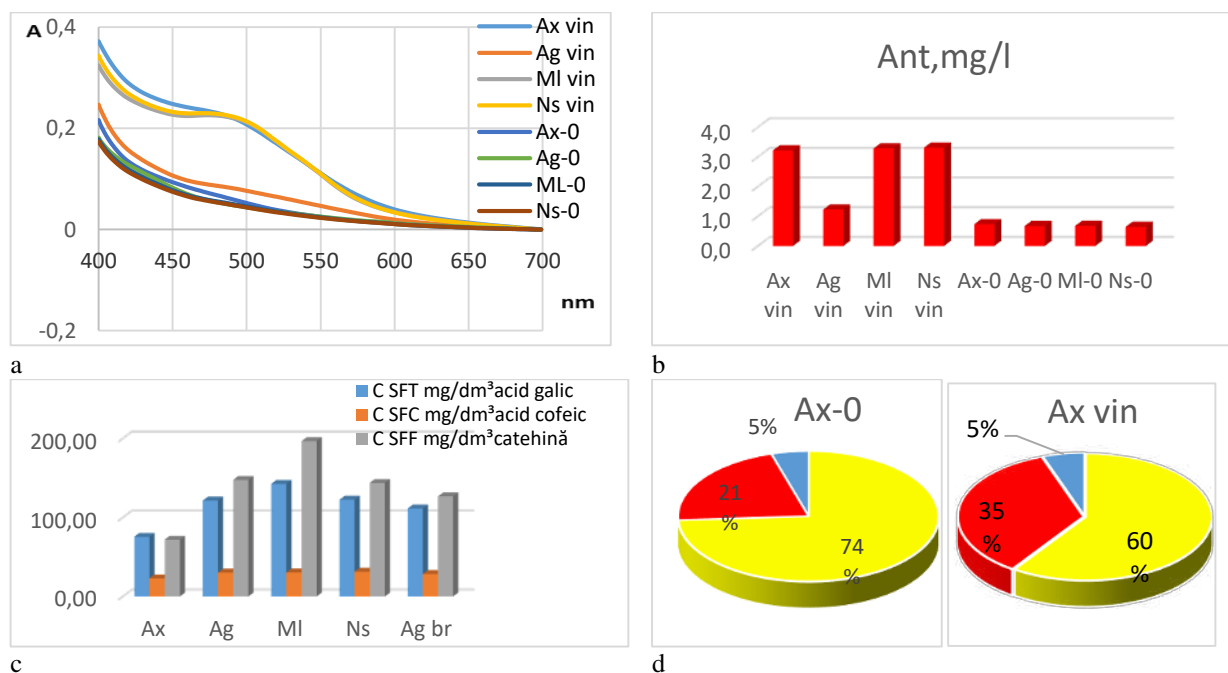 A
0,4
0,2
0
-0,2
400 450 500 550 600 650 700
nm
Ax vin
Ag vin
Ml vin
Ns vin
Ax-0
Ag-0
ML-0
Ns-0
a
Ant,mg/l
4,0
3,0
2,0
1,0
0,0
Ax Ag Ml Ns Ax-0 Ag-0 Ml-0 Ns-0
vin vin vin vin
b
C SFT mg/dm³acid galic
C SFC mg/dm³acid cofeic
C SFF mg/dm³catehină
200,00
100,00
0,00
Ax Ag Ml Ns Ag br
c
Ax-0
5%
21
%
74
%
Ax vin
5%
35
%
60
%
d